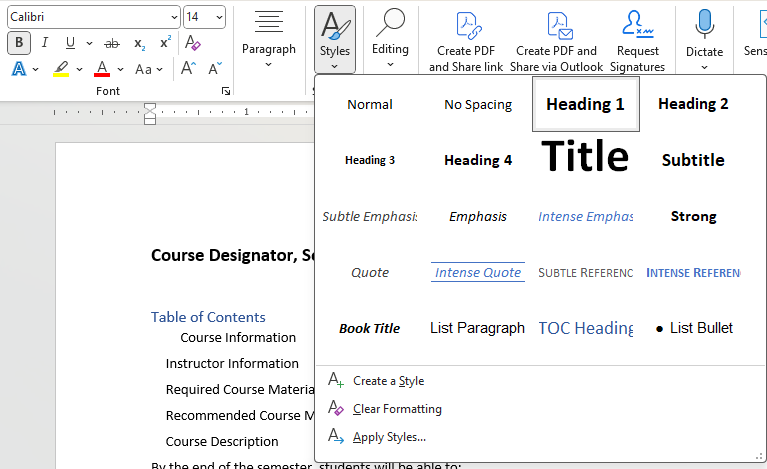 Calibri 14
B I U ab x₂ x² A
A A Aa A A
Font
Paragraph
Styles
Editing
Create PDF and Share link
Create PDF and Share via Outlook
Request Signatures
Dictate
Sens
1
Normal No Spacing Heading 1 Heading 2
Heading 3 Heading 4 Title Subtitle
Subtle Emphasis Emphasis Intense Emphas Strong
Quote Intense Quote SUBTLE REFERENC INTENSE REFEREN
Book Title List Paragraph TOC Heading • List Bullet
Create a Style
Clear Formatting
Apply Styles...
Course Designator, Se
Table of Contents
Course Information
Instructor Information
Required Course Materia
Recommended Course M
Course Description
By the end of the semester, students will be able to: